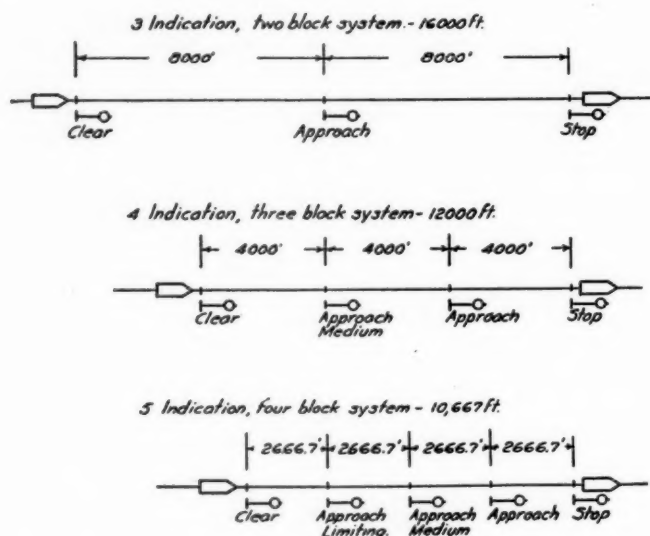 3 Indication, two block system.- 16000 ft.
8000' 8000'
Clear Approach Stop
4 Indication, three block system- 12000 ft.
4000' 4000' 4000'
Clear Approach Medium Approach Stop
5 Indication, four block system - 10,667 ft.
2666.7' 2666.7' 2666.7' 2666.7'
Clear Approach Limiting. Approach Medium Approach Stop